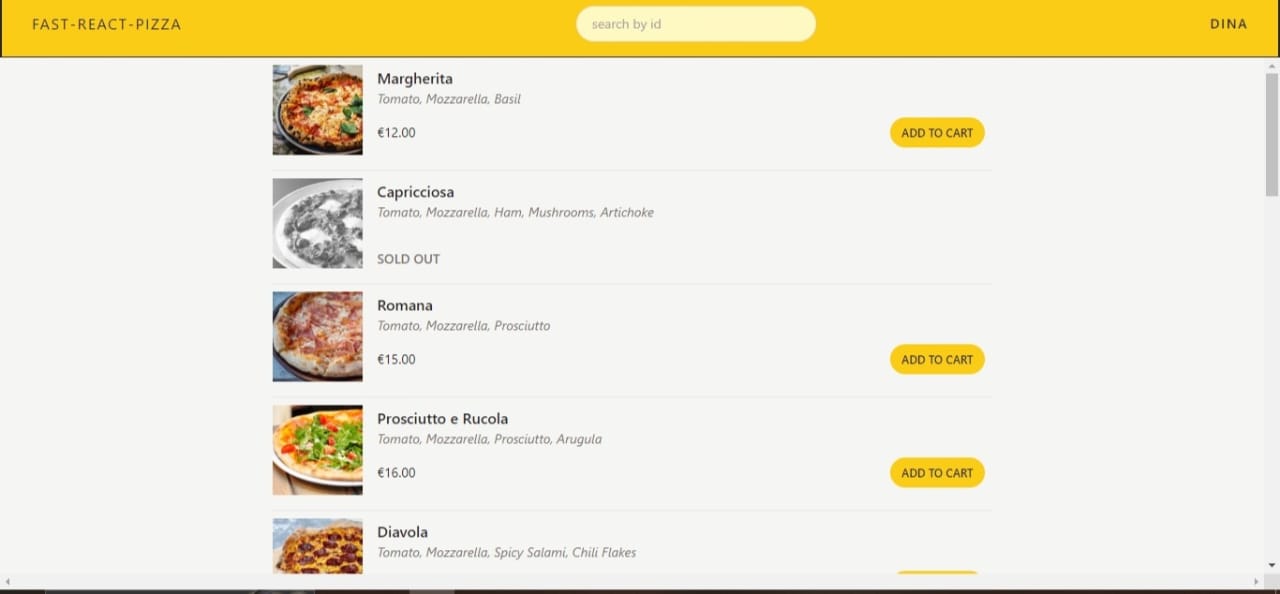 FAST-REACT-PIZZA
search by id
DINA
Margherita
Tomato, Mozzarella, Basil
€12.00
ADD TO CART
Capricciosa
Tomato, Mozzarella, Ham, Mushrooms, Artichoke
SOLD OUT
Romana
Tomato, Mozzarella, Prosciutto
€15.00
ADD TO CART
Prosciutto e Rucola
Tomato, Mozzarella, Prosciutto, Arugula
€16.00
ADD TO CART
Diavola
Tomato, Mozzarella, Spicy Salami, Chili Flakes